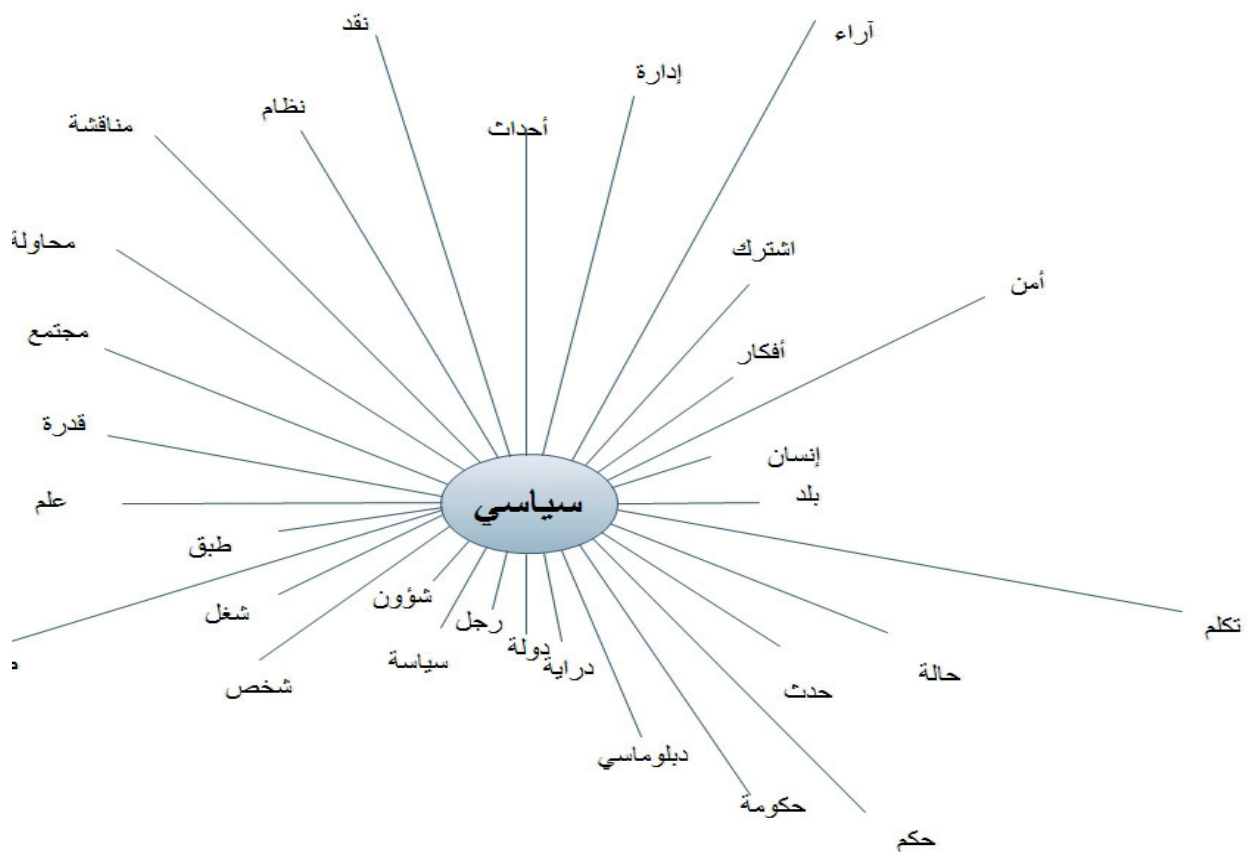 نقد
آراء
إدارة
نظام
مناقشة
أحداث
اشترك
محاولة
أمن
مجتمع
أفكار
قدرة
إنسان
سياسي
بلد
علم
طبق
شؤون
شغل
رجل
تكلم
دولة
دراية
سياسة
حالة
شخص
حدث
دبلوماسي
حكومة
حكم